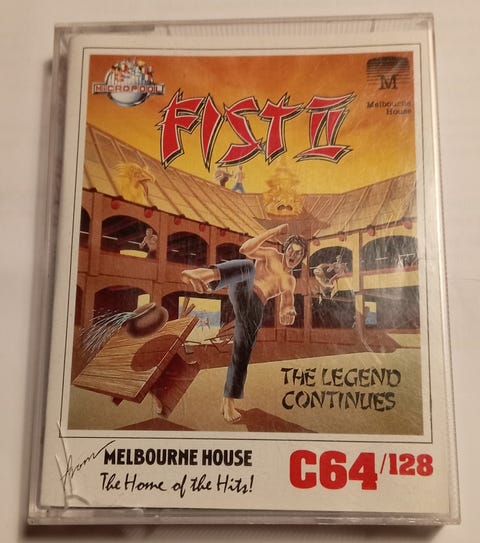 MICROPOOL
M
Melbourne
House
FIST II
THE LEGEND
CONTINUES
from MELBOURNE HOUSE
The Home of the Hits!
C64/128